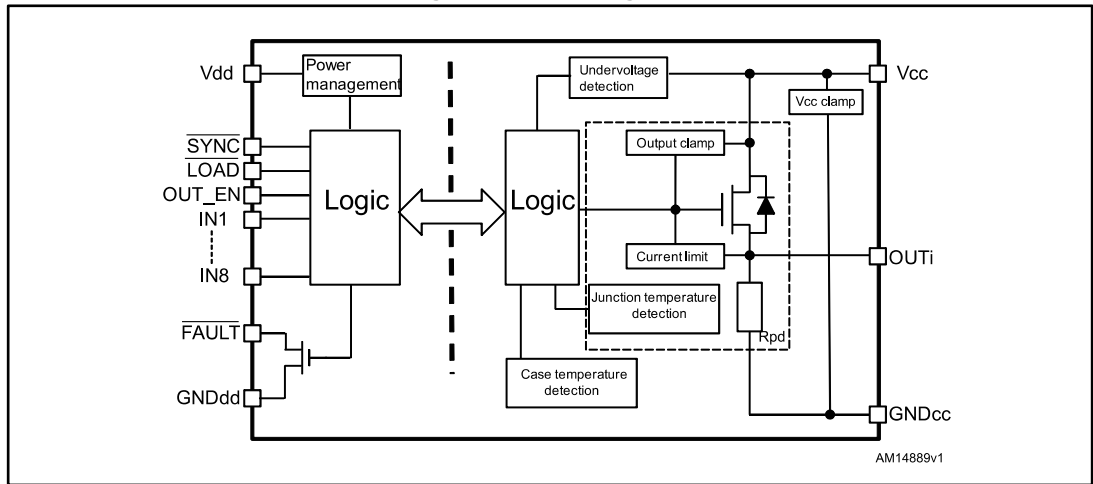 Vdd
Power
management
SYNC
LOAD
OUT_EN
IN1
IN8
FAULT
GNDdd
Logic
Logic
Undervoltage
detection
Vcc
Vcc clamp
Output clamp
Current limit
OUTi
Junction temperature
detection
Rpd
Case temperature
detection
GNDcc
AM14889v1